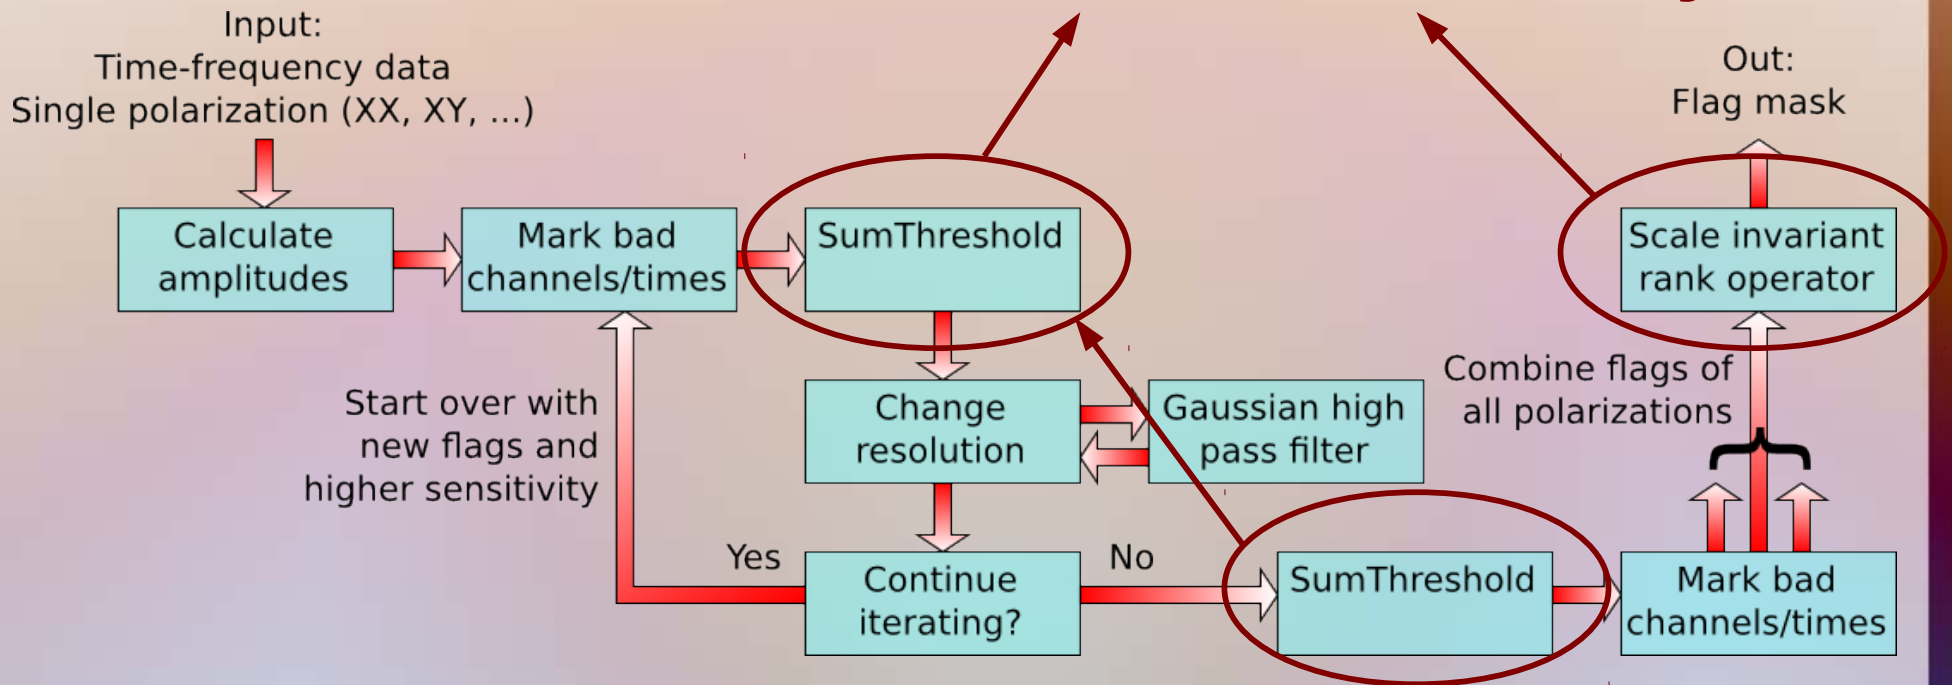 Input:
Time-frequency data
Single polarization (XX, XY, ...)
Out:
Flag mask
Calculate
amplitudes
Mark bad
channels/times
SumThreshold
Scale invariant
rank operator
Change
resolution
Gaussian high
pass filter
Combine flags of
all polarizations
Start over with
new flags and
higher sensitivity
Yes
Continue
iterating?
No
SumThreshold
Mark bad
channels/times